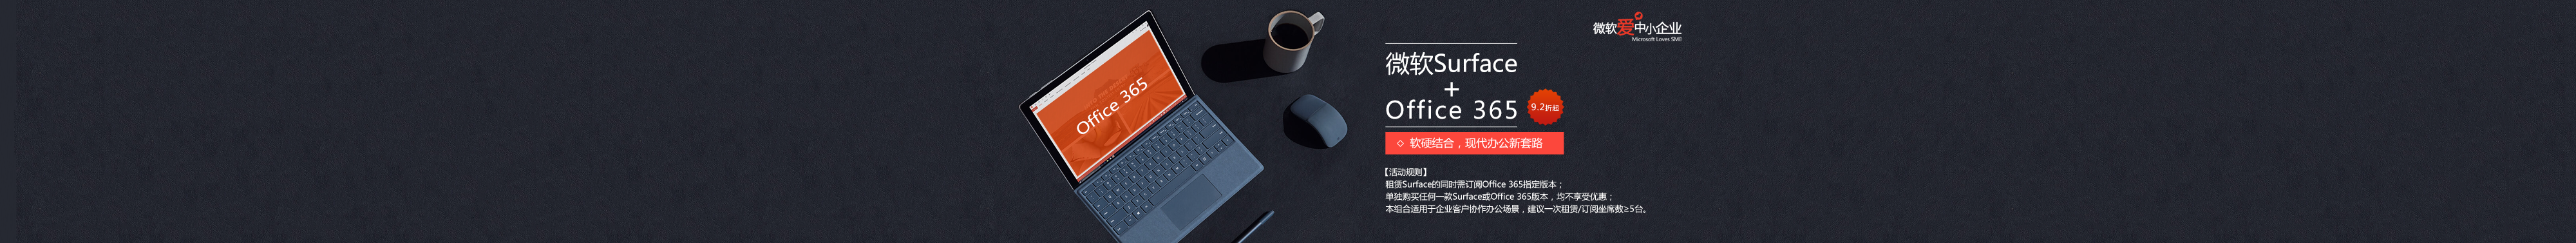 微软爱中小企业
Microsoft Loves SMB
Office 365
微软Surface
+
Office 365
9.2折起
软硬结合，现代办公新套路
【活动规则】
租赁Surface的同时需订阅Office 365指定版本；
单独购买任何一款Surface或Office 365版本，均不享受优惠；
本组合适用于企业客户协作办公场景，建议一次租赁/订阅坐席数≥5台。